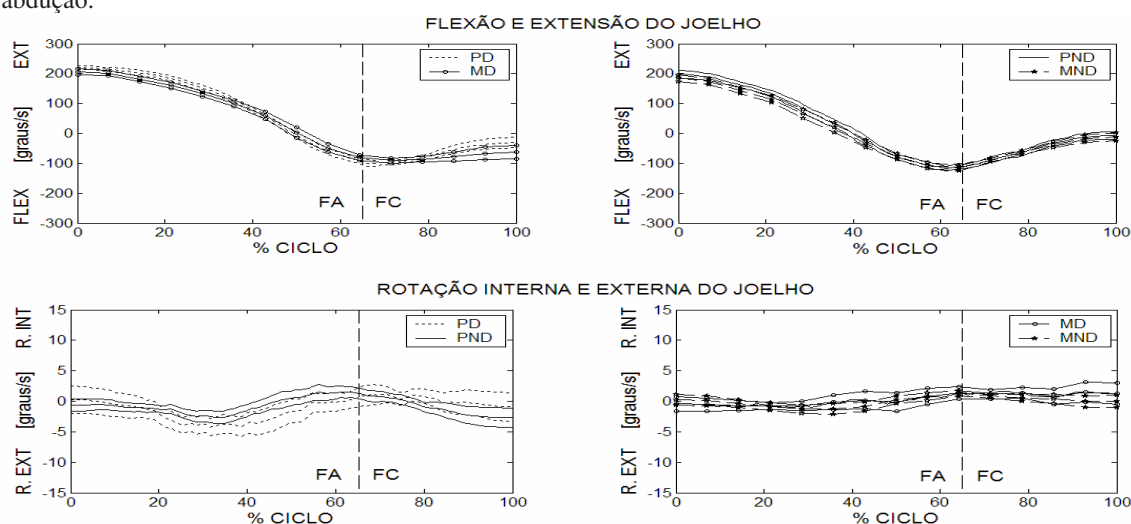 abdução.
FLEXÃO E EXTENSÃO DO JOELHO
FLEX [graus/s] EXT
300
200
100
0
-100
-200
-300
PD
MD
FA FC
0 20 40 60 80 100
% CICLO
FLEX [graus/s] EXT
300
200
100
0
-100
-200
-300
PND
MND
FA FC
0 20 40 60 80 100
% CICLO
ROTAÇÃO INTERNA E EXTERNA DO JOELHO
R. EXT [graus/s] R. INT
15
10
5
0
-5
-10
-15
PD
PND
FA FC
0 20 40 60 80 100
% CICLO
R. EXT [graus/s] R. INT
15
10
5
0
-5
-10
-15
MD
MND
FA FC
0 20 40 60 80 100
% CICLO